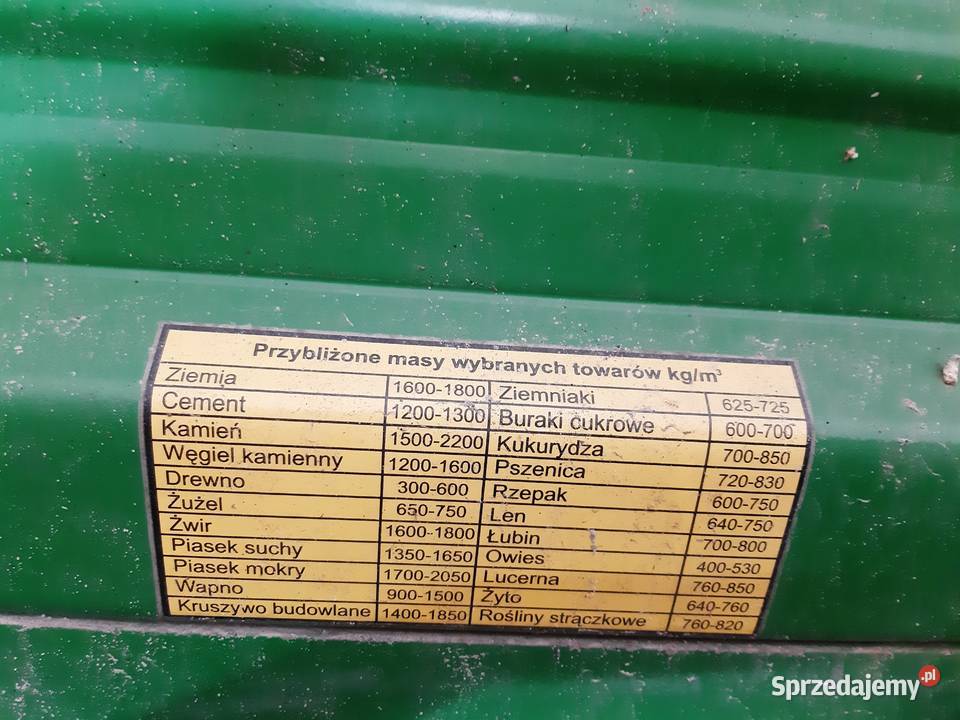 Przybliżone masy wybranych towarów kg/m³
Ziemia 1600-1800 Ziemniaki 625-725
Cement 1200-1300 Buraki cukrowe 600-700
Kamień 1500-2200 Kukurydza 700-850
Węgiel kamienny 1200-1600 Pszenica 720-830
Drewno 300-600 Rzepak 600-750
Żużel 650-750 Len 640-750
Żwir 1600-1800 Łubin 700-800
Piasek suchy 1350-1650 Owies 400-530
Piasek mokry 1700-2050 Lucerna 760-850
Wapno 900-1500 Żyto 640-760
Kruszywo budowlane 1400-1850 Rośliny strączkowe 760-820
Sprzedajemy.pl